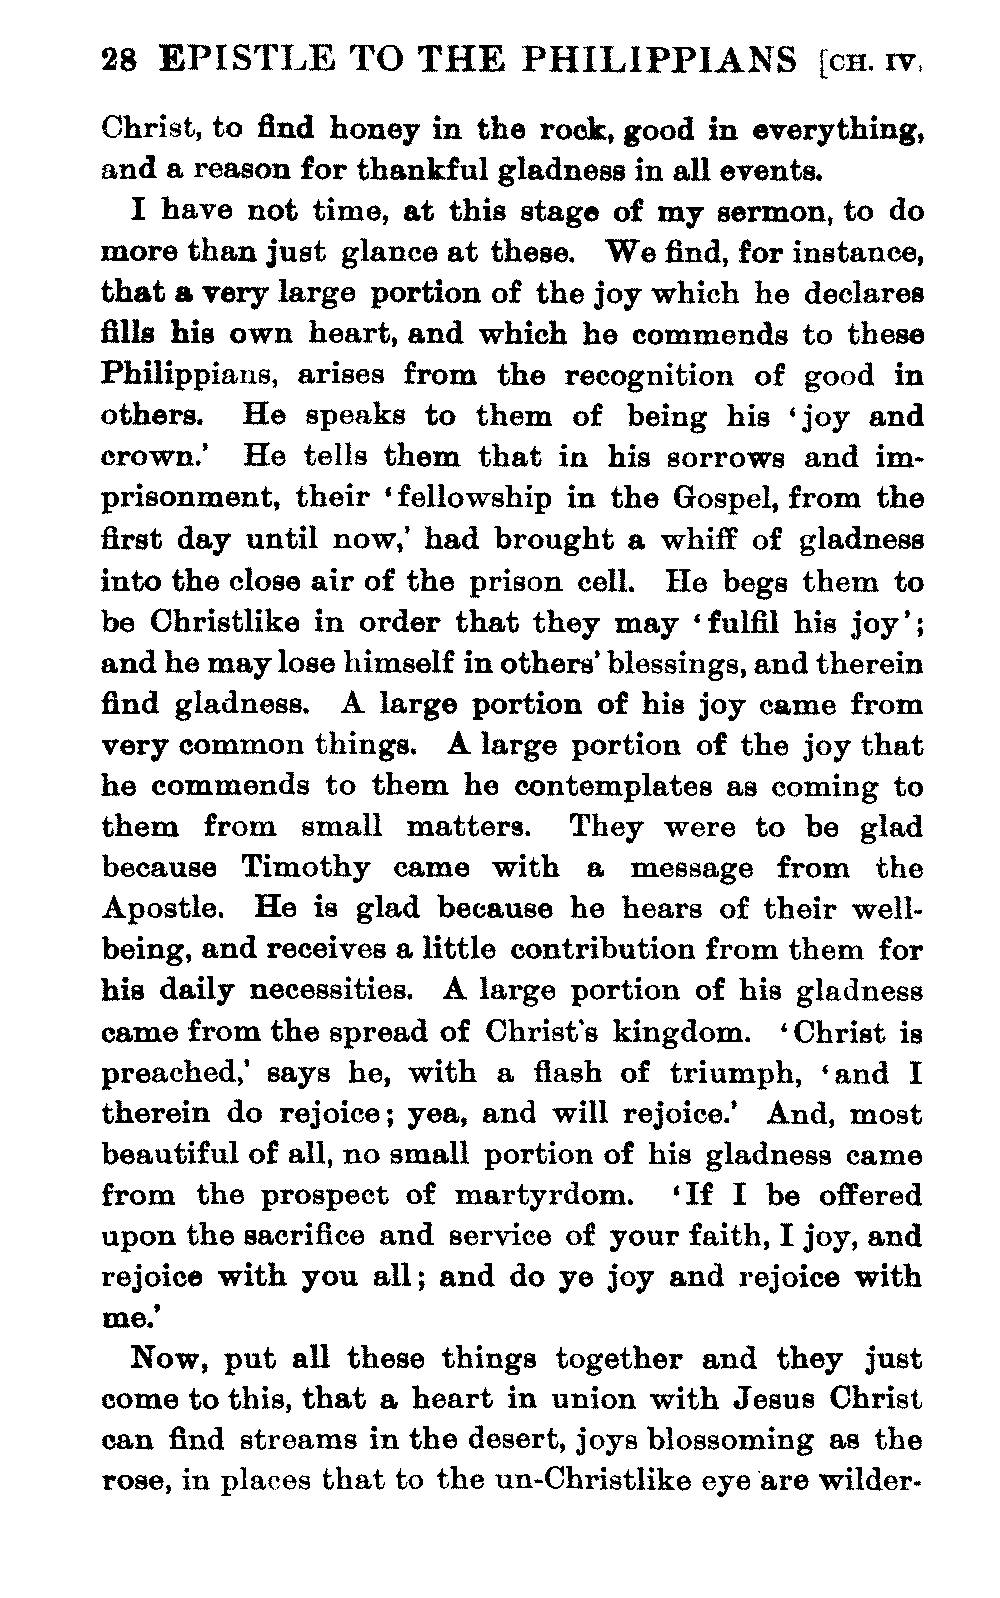 28 EPISTLE TO THE PHILIPPIANS [CH. IV.
Christ, to find honey in the rock, good in everything,
and a reason for thankful gladness in all events.
I have not time, at this stage of my sermon, to do
more than just glance at these. We find, for instance,
that a very large portion of the joy which he declares
fills his own heart, and which he commends to these
Philippians, arises from the recognition of good in
others. He speaks to them of being his ‘joy and
crown.’ He tells them that in his sorrows and im-
prisonment, their ‘fellowship in the Gospel, from the
first day until now,’ had brought a whiff of gladness
into the close air of the prison cell. He begs them to
be Christlike in order that they may ‘fulfil his joy’;
and he may lose himself in others’ blessings, and therein
find gladness. A large portion of his joy came from
very common things. A large portion of the joy that
he commends to them he contemplates as coming to
them from small matters. They were to be glad
because Timothy came with a message from the
Apostle. He is glad because he hears of their well-
being, and receives a little contribution from them for
his daily necessities. A large portion of his gladness
came from the spread of Christ's kingdom. ‘Christ is
preached,’ says he, with a flash of triumph, ‘and I
therein do rejoice; yea, and will rejoice.’ And, most
beautiful of all, no small portion of his gladness came
from the prospect of martyrdom. ‘If I be offered
upon the sacrifice and service of your faith, I joy, and
rejoice with you all; and do ye joy and rejoice with
me.’
Now, put all these things together and they just
come to this, that a heart in union with Jesus Christ
can find streams in the desert, joys blossoming as the
rose, in places that to the un-Christlike eye are wilder-